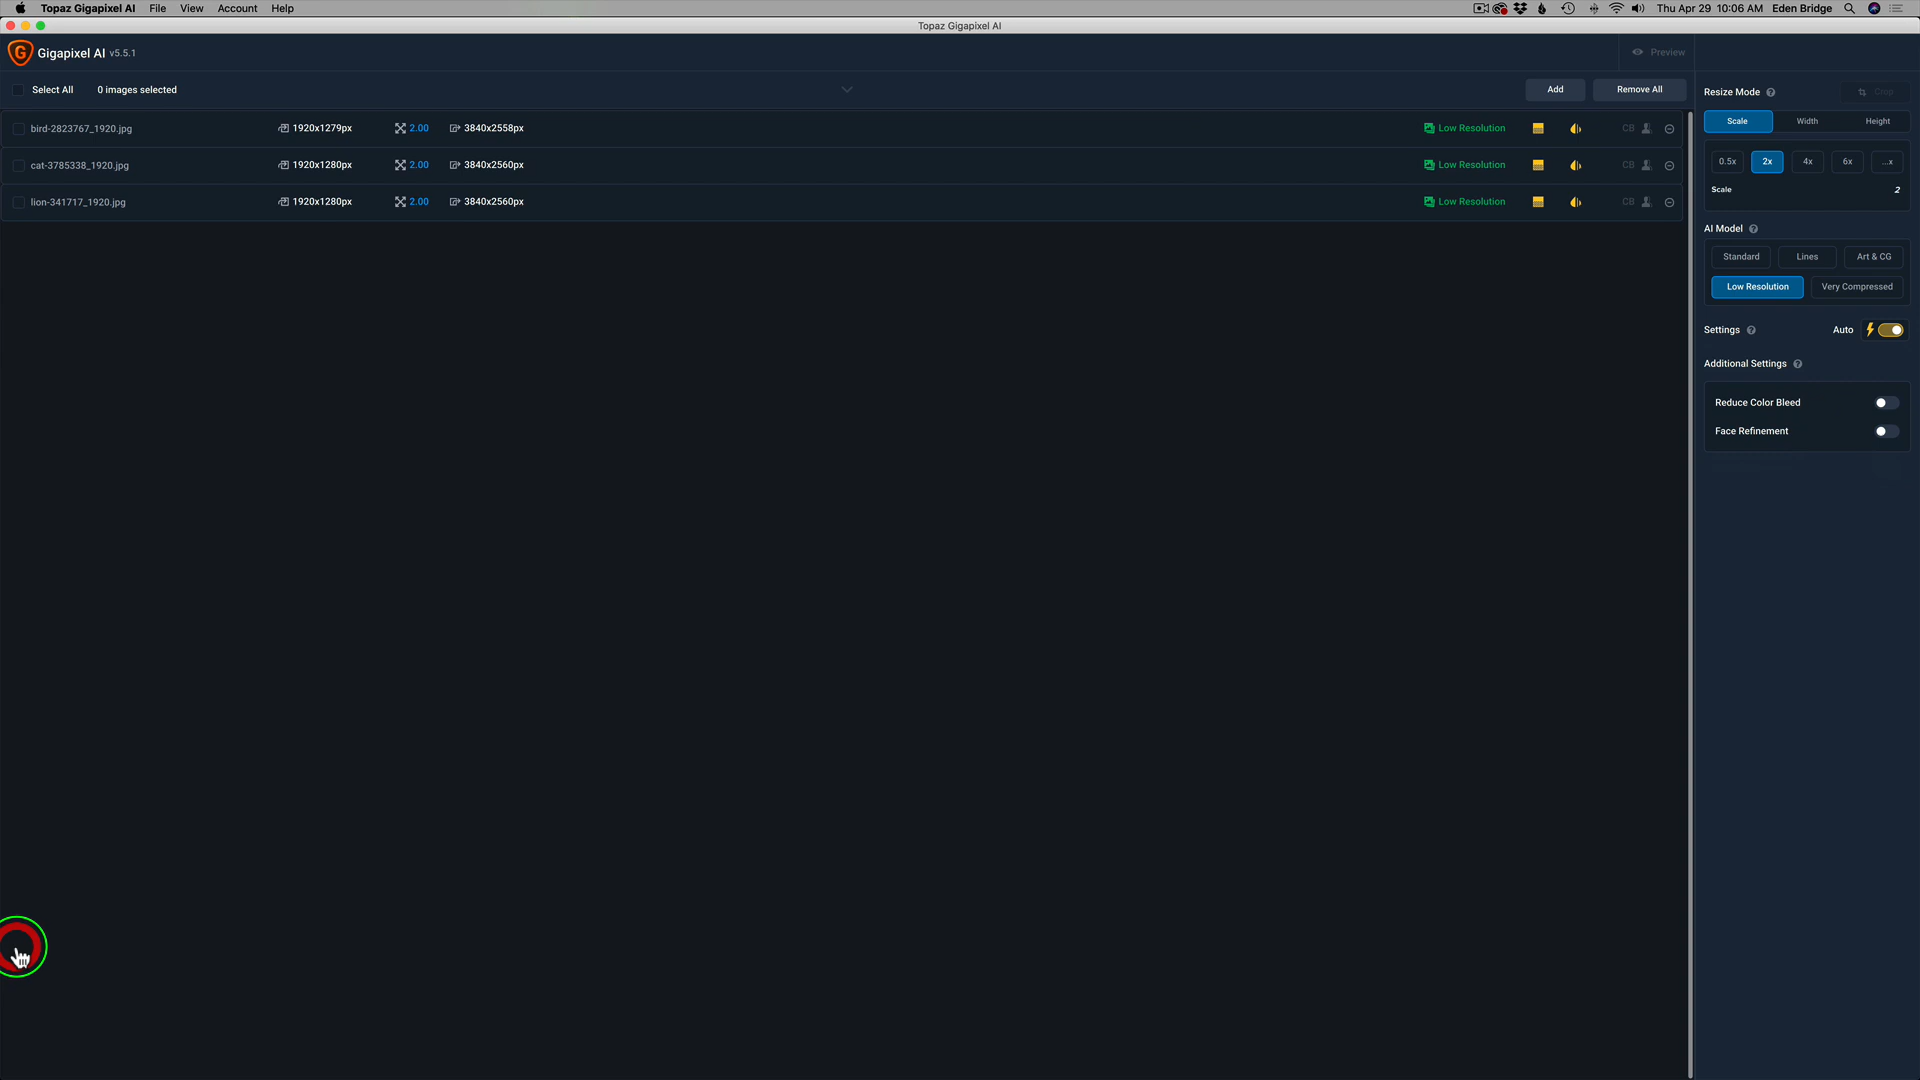 Topaz Gigapixel AI File View Account Help Thu Apr 29 10:06 AM Eden Bridge
Topaz Gigapixel AI
G Gigapixel AI v5.5.1 Preview
Select All 0 images selected Add Remove All
bird-2823767_1920.jpg 1920x1279px 2.00 3840x2558px Low Resolution CB
cat-3785338_1920.jpg 1920x1280px 2.00 3840x2560px Low Resolution CB
lion-341717_1920.jpg 1920x1280px 2.00 3840x2560px Low Resolution CB
Resize Mode ? Crop
Scale Width Height
0.5x 2x 4x 6x ...x
Scale 2
AI Model ?
Standard Lines Art & CG
Low Resolution Very Compressed
Settings ? Auto
Additional Settings ?
Reduce Color Bleed
Face Refinement